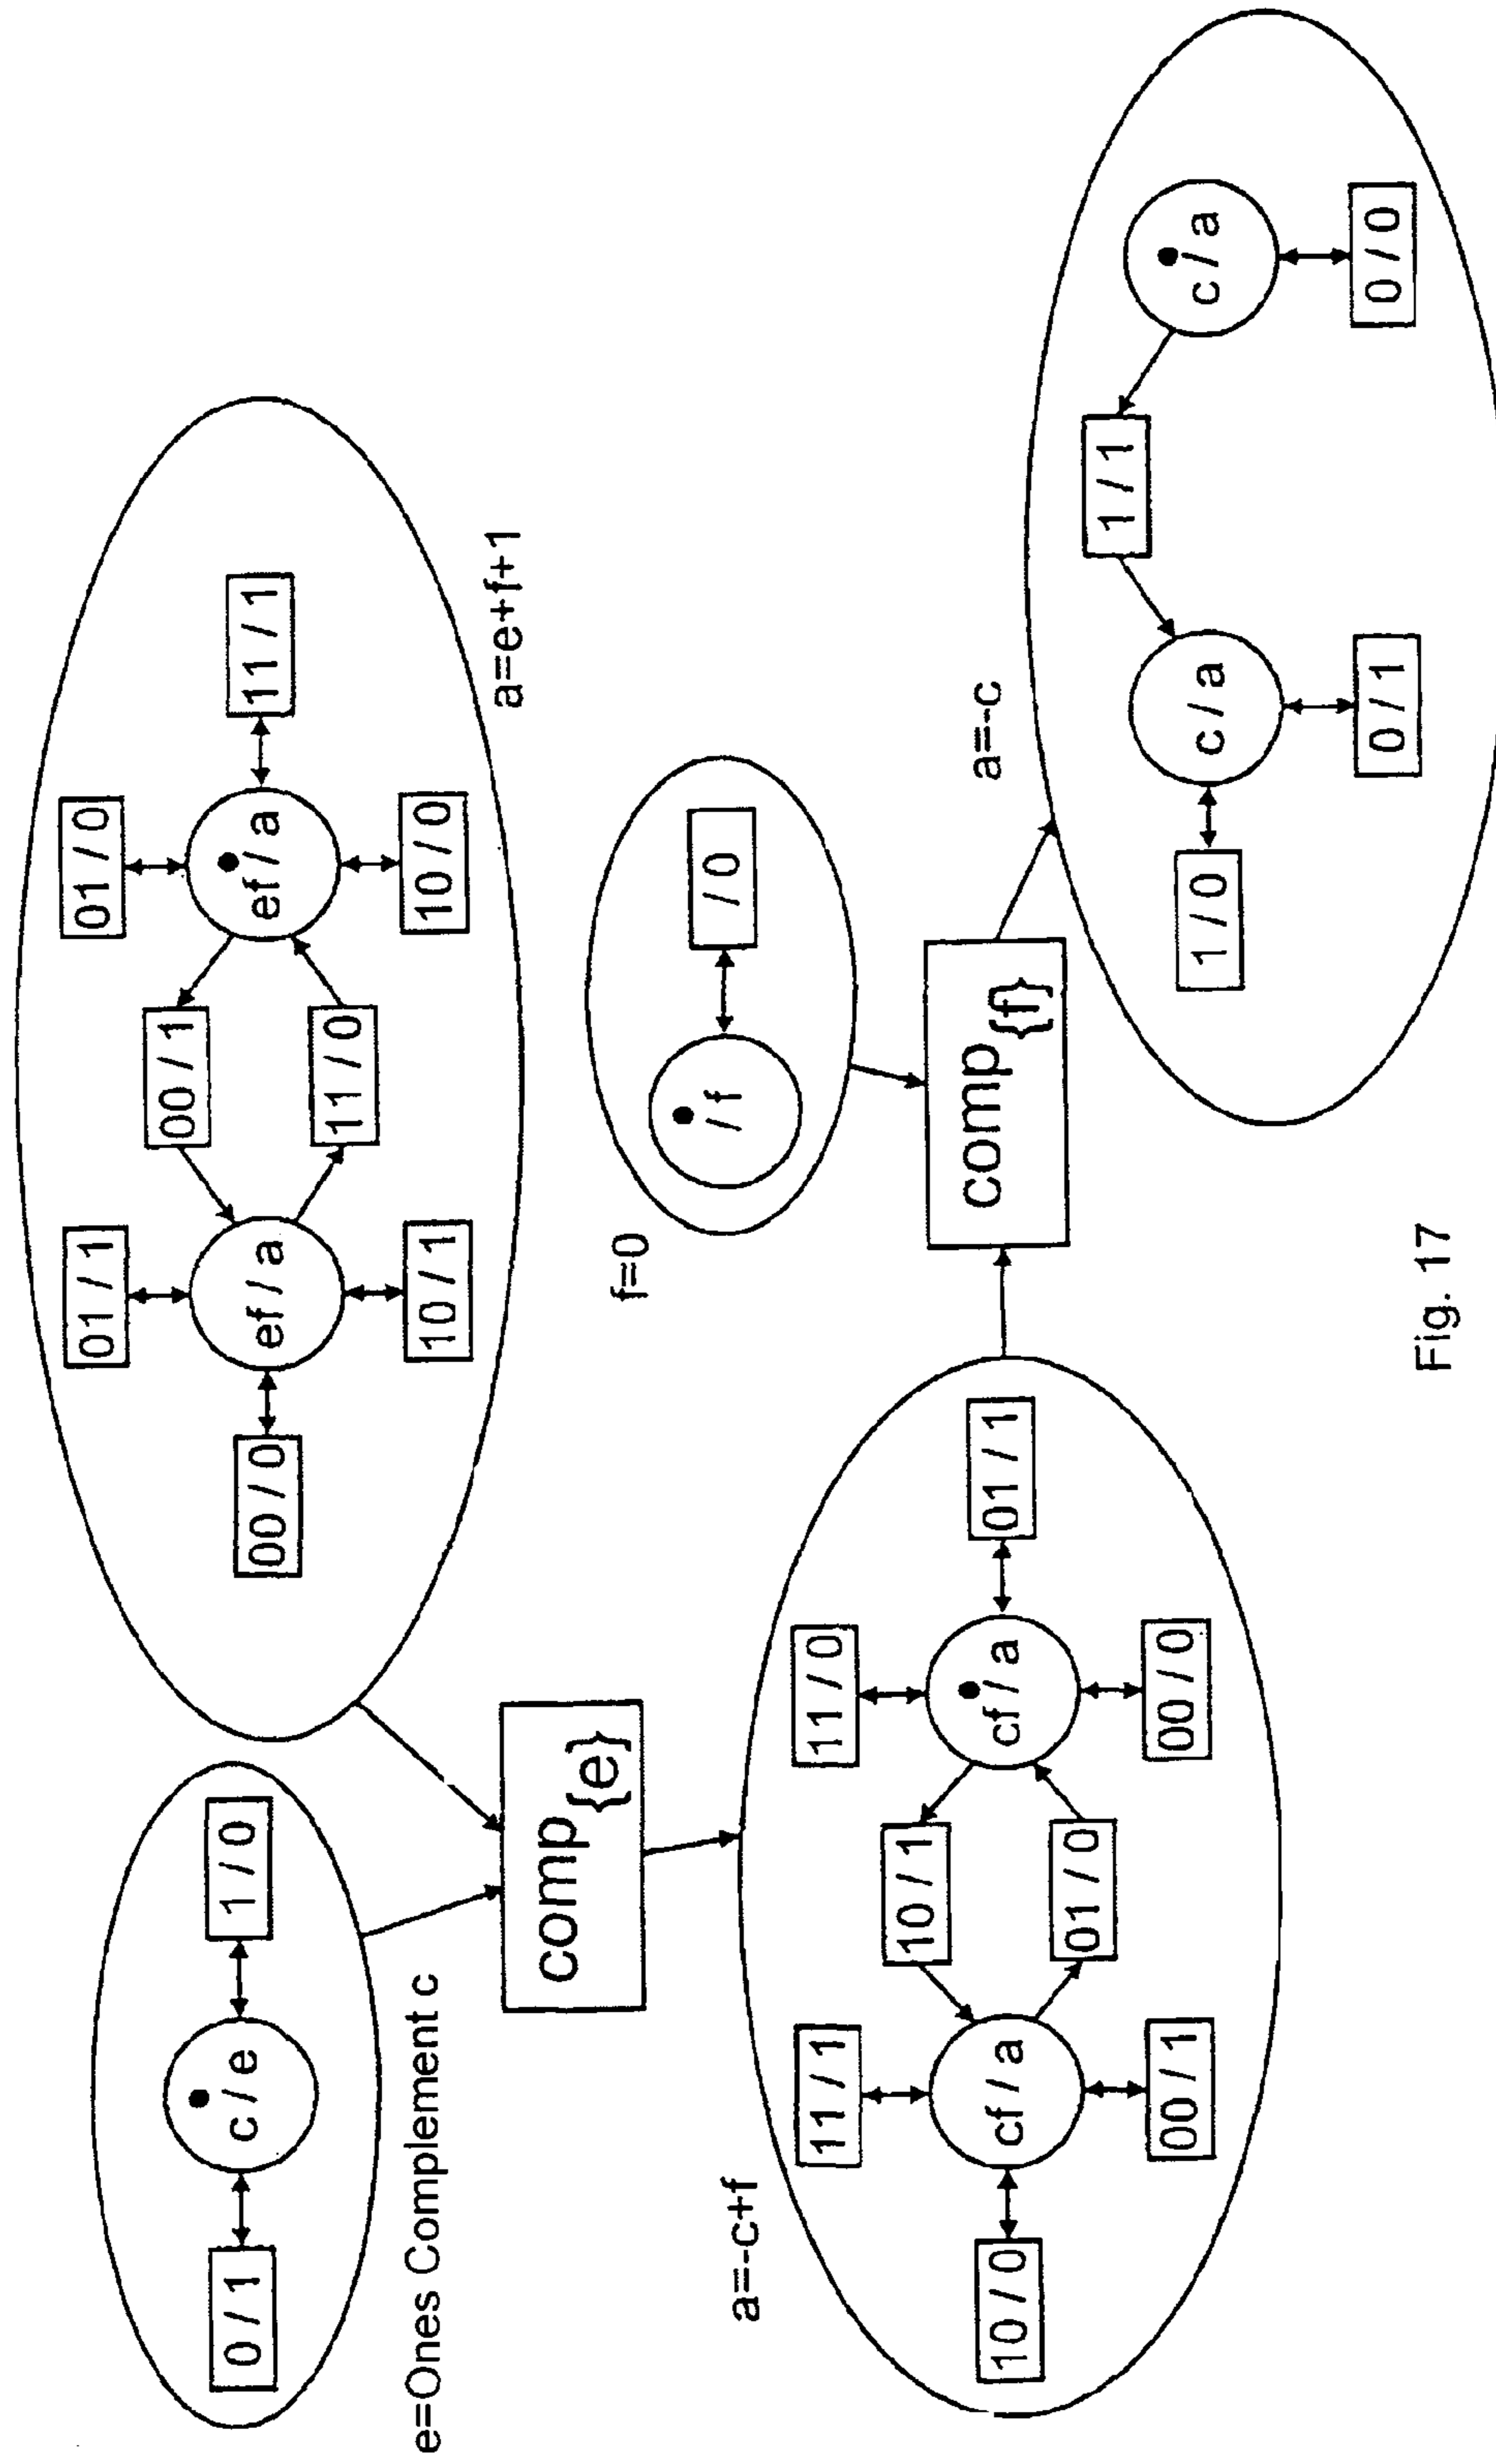 0 / 1
c / e
1 / 0
e=Ones Complement c
01 / 1
01 / 0
00 / 1
00 / 0
ef / a
ef / a
11 / 1
11 / 0
10 / 1
10 / 0
a=e+f+1
comp{e}
f=0
/ f
/ 0
a=-c+f
11 / 1
11 / 0
10 / 1
10 / 0
cf / a
cf / a
01 / 1
01 / 0
00 / 1
00 / 0
comp{f}
a=-c
1 / 1
1 / 0
c / a
c / a
0 / 1
0 / 0
Fig. 17